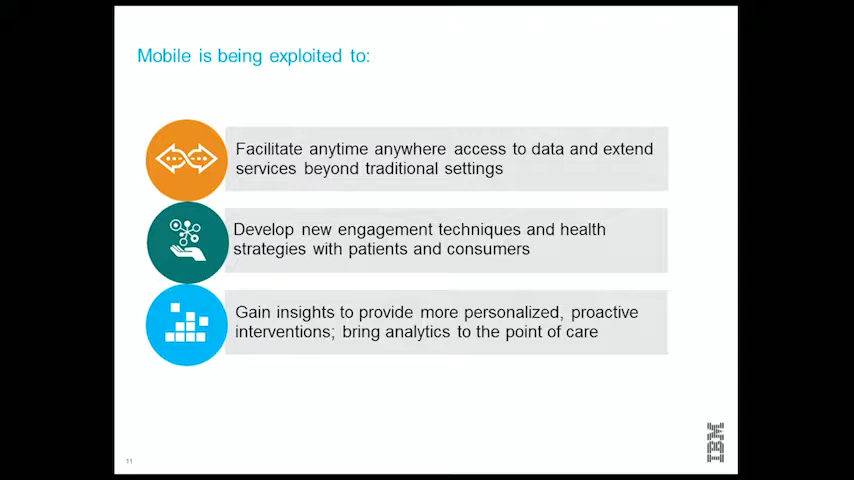 Mobile is being exploited to:
Facilitate anytime anywhere access to data and extend
services beyond traditional settings
Develop new engagement techniques and health
strategies with patients and consumers
Gain insights to provide more personalized, proactive
interventions; bring analytics to the point of care
11
IBM